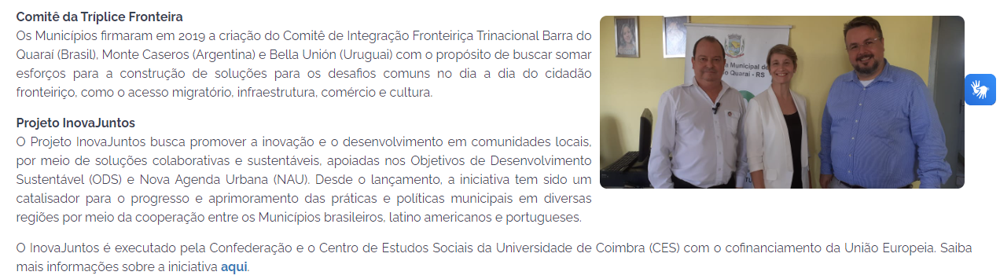 Comitê da Tríplice Fronteira
Os Municípios firmaram em 2019 a criação do Comitê de Integração Fronteiriça Trinacional Barra do
Quaraí (Brasil), Monte Caseros (Argentina) e Bella Unión (Uruguai) com o propósito de buscar somar
esforços para a construção de soluções para os desafios comuns no dia a dia do cidadão
fronteiriço, como o acesso migratório, infraestrutura, comércio e cultura.
Projeto InovaJuntos
O Projeto InovaJuntos busca promover a inovação e o desenvolvimento em comunidades locais,
por meio de soluções colaborativas e sustentáveis, apoiadas nos Objetivos de Desenvolvimento
Sustentável (ODS) e Nova Agenda Urbana (NAU). Desde o lançamento, a iniciativa tem sido um
catalisador para o progresso e aprimoramento das práticas e políticas municipais em diversas
regiões por meio da cooperação entre os Municípios brasileiros, latino americanos e portugueses.
O InovaJuntos é executado pela Confederação e o Centro de Estudos Sociais da Universidade de Coimbra (CES) com o cofinanciamento da União Europeia. Saiba
mais informações sobre a iniciativa aqui.
Municipal de
Quaraí - RS